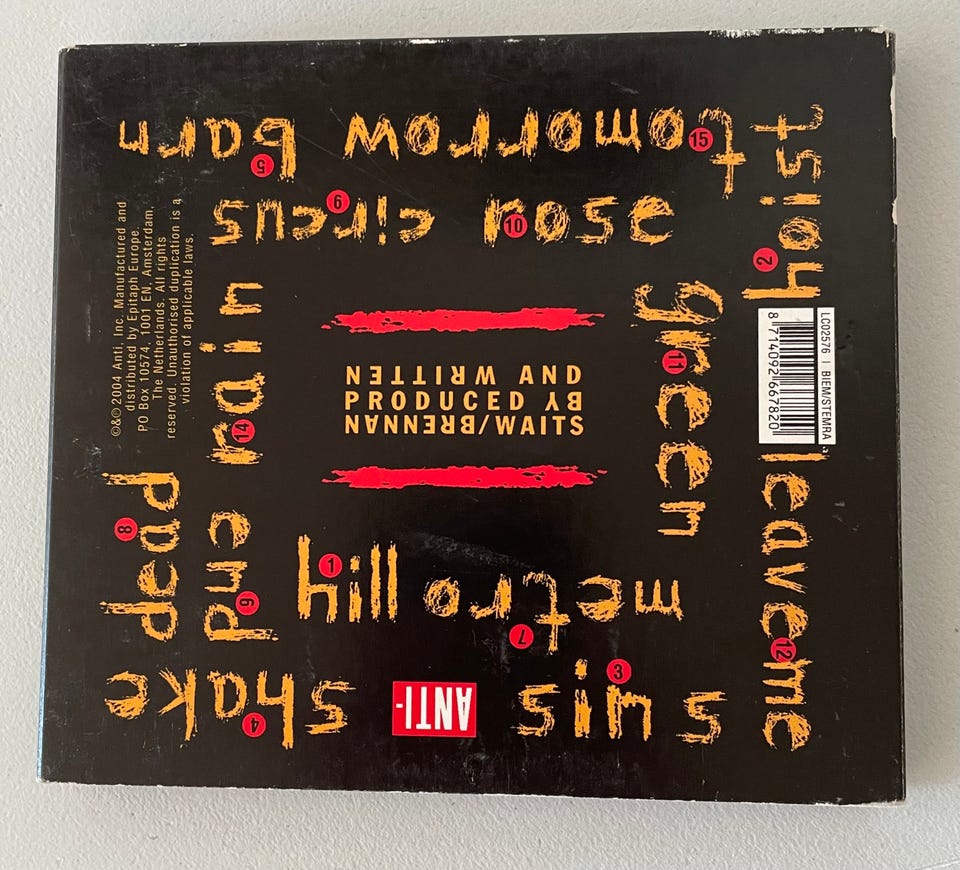 15 tomorrow
5 barn
2 hoist
10 rose
9 circus
11 green
14 rain
WRITTEN AND
PRODUCED BY
WAITS/BRENNAN
©&℗2004 Anti, Inc. Manufactured and
distributed by Epitaph Europe.
PO Box 10574, 1001 EN, Amsterdam,
The Netherlands. All rights
reserved. Unauthorised duplication is a
violation of applicable laws.
LC02576 | BIEM/STEMRA
8 714092 667820
12 leave me
8 dead
6 end
1 hill
7 metro
4 shake
ANTI-
3 sins